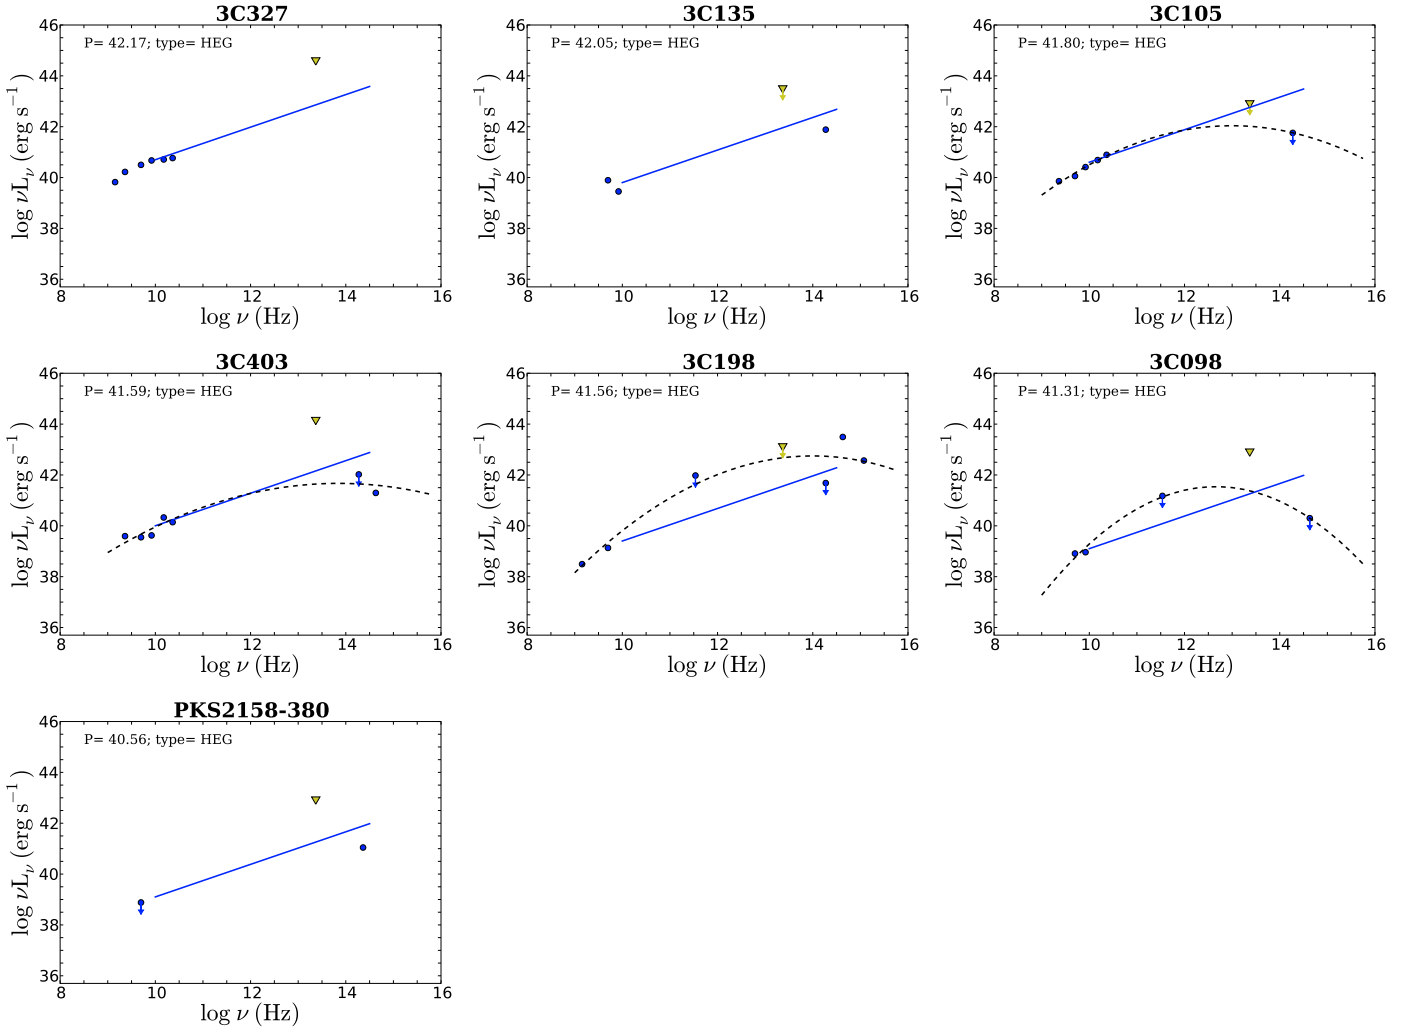 3C327
P= 42.17; type= HEG
log νL_ν (erg s^−1)
46
44
42
40
38
36
8 10 12 14 16
log ν (Hz)
3C135
P= 42.05; type= HEG
log νL_ν (erg s^−1)
46
44
42
40
38
36
8 10 12 14 16
log ν (Hz)
3C105
P= 41.80; type= HEG
log νL_ν (erg s^−1)
46
44
42
40
38
36
8 10 12 14 16
log ν (Hz)
3C403
P= 41.59; type= HEG
log νL_ν (erg s^−1)
46
44
42
40
38
36
8 10 12 14 16
log ν (Hz)
3C198
P= 41.56; type= HEG
log νL_ν (erg s^−1)
46
44
42
40
38
36
8 10 12 14 16
log ν (Hz)
3C098
P= 41.31; type= HEG
log νL_ν (erg s^−1)
46
44
42
40
38
36
8 10 12 14 16
log ν (Hz)
PKS2158-380
P= 40.56; type= HEG
log νL_ν (erg s^−1)
46
44
42
40
38
36
8 10 12 14 16
log ν (Hz)